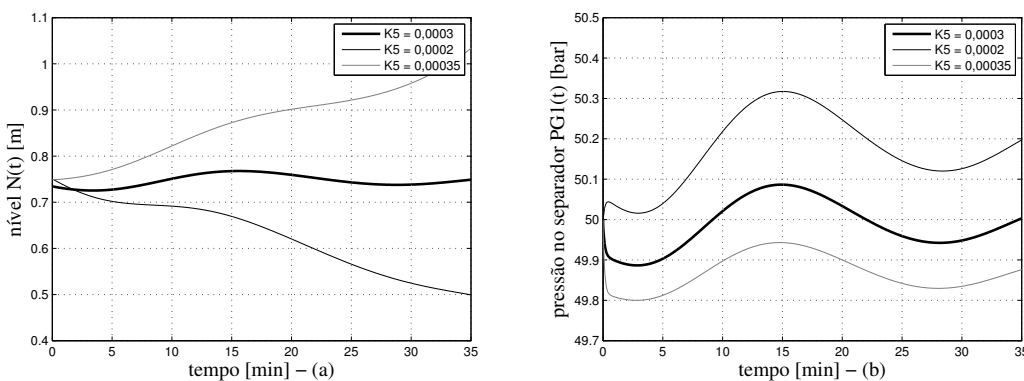 1.1
1
0.9
0.8
0.7
0.6
0.5
0.4
nível N(t) [m]
K5 = 0,0003
K5 = 0,0002
K5 = 0,00035
0 5 10 15 20 25 30 35
tempo [min] − (a)
50.5
50.4
50.3
50.2
50.1
50
49.9
49.8
49.7
pressão no separador PG1(t) [bar]
K5 = 0,0003
K5 = 0,0002
K5 = 0,00035
0 5 10 15 20 25 30 35
tempo [min] − (b)